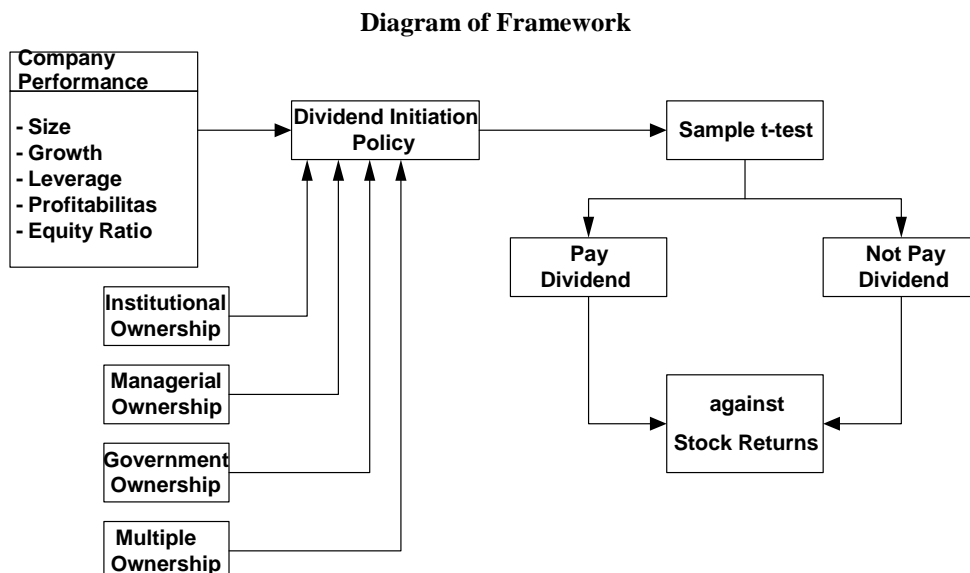 Diagram of Framework
Company
Performance
- Size
- Growth
- Leverage
- Profitabilitas
- Equity Ratio
Dividend Initiation
Policy
Sample t-test
Pay
Dividend
Not Pay
Dividend
Institutional
Ownership
Managerial
Ownership
Government
Ownership
Multiple
Ownership
against
Stock Returns